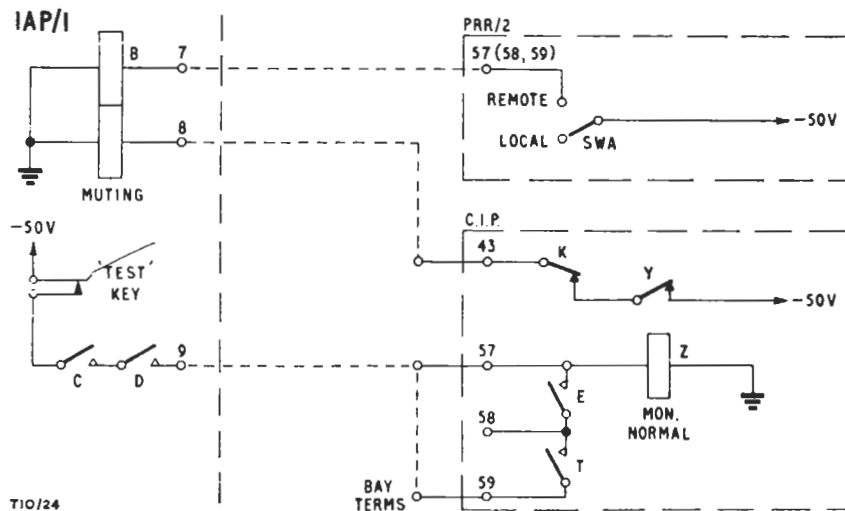 IAP/I
B
7
8
MUTING
-50V
'TEST'
KEY
C
D
9
T10/24
PRR/2
57 (58, 59)
REMOTE
LOCAL
SWA
-50V
C.I.P.
43
K
Y
-50V
57
Z
E
MON.
NORMAL
58
T
59
BAY
TERMS